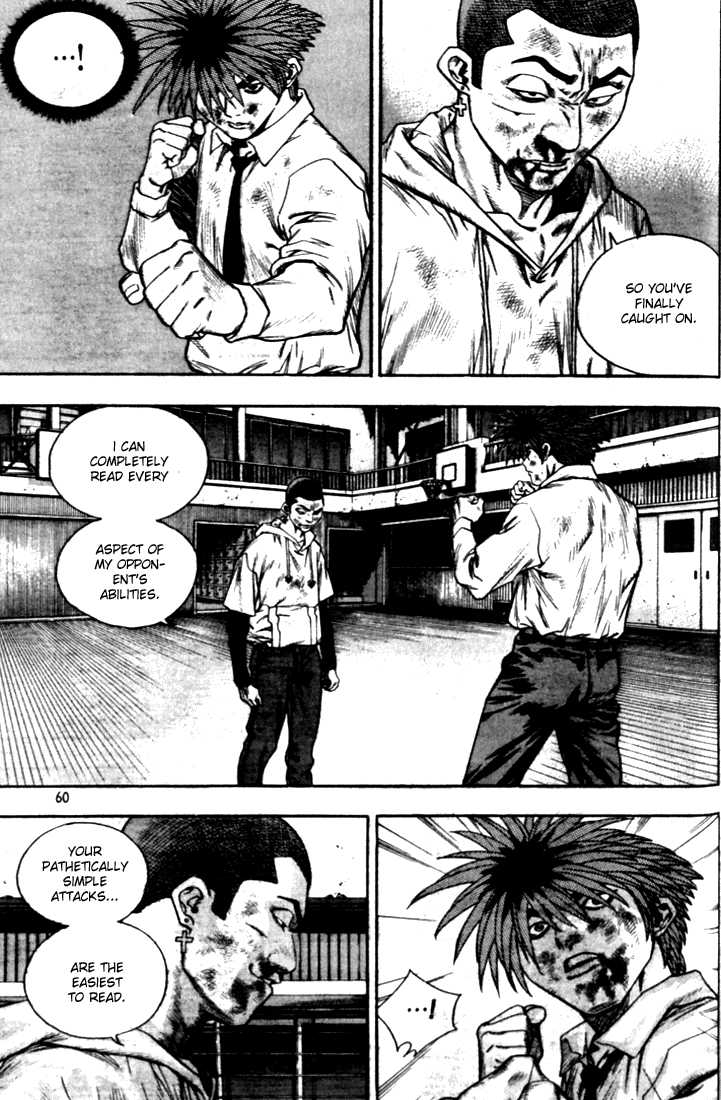 ...!
SO YOU'VE
FINALLY
CAUGHT ON.
I CAN
COMPLETELY
READ EVERY
ASPECT OF
MY OPPON-
ENT'S
ABILITIES.
60
YOUR
PATHETICALLY
SIMPLE
ATTACKS...
ARE THE
EASIEST
TO READ.
...!